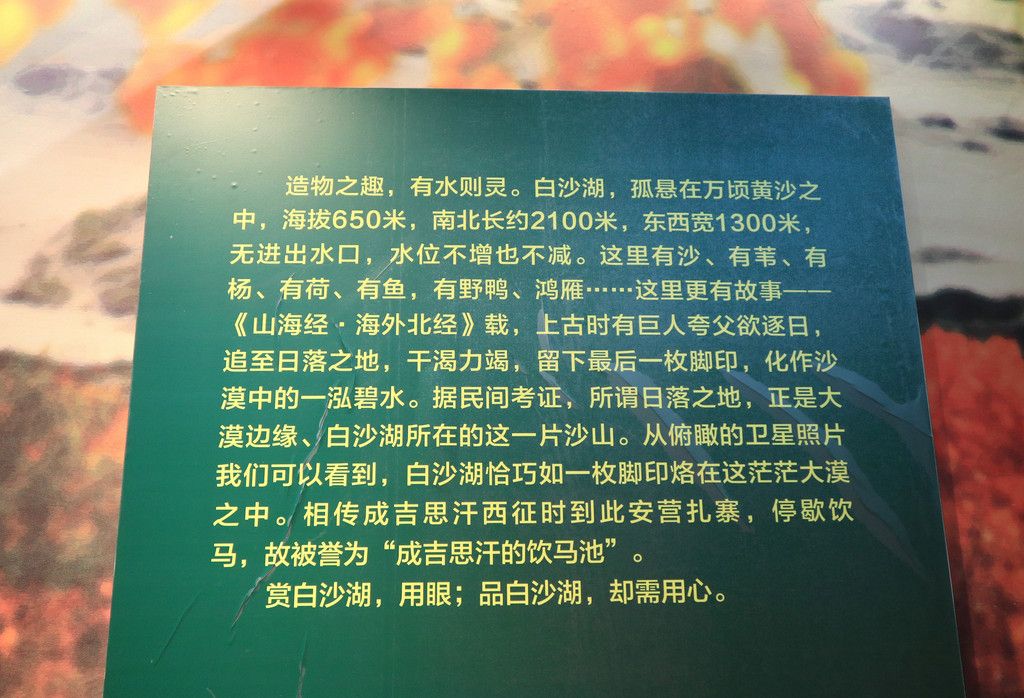 造物之趣，有水则灵。白沙湖，孤悬在万顷黄沙之
中，海拔650米，南北长约2100米，东西宽1300米，
无进出水口，水位不增也不减。这里有沙、有苇、有
杨、有荷、有鱼，有野鸭、鸿雁……这里更有故事——
《山海经·海外北经》载，上古时有巨人夸父欲逐日，
追至日落之地，干渴力竭，留下最后一枚脚印，化作沙
漠中的一泓碧水。据民间考证，所谓日落之地，正是大
漠边缘、白沙湖所在的这一片沙山。从俯瞰的卫星照片
我们可以看到，白沙湖恰巧如一枚脚印烙在这茫茫大漠
之中。相传成吉思汗西征时到此安营扎寨，停歇饮
马，故被誉为“成吉思汗的饮马池”。
赏白沙湖，用眼；品白沙湖，却需用心。